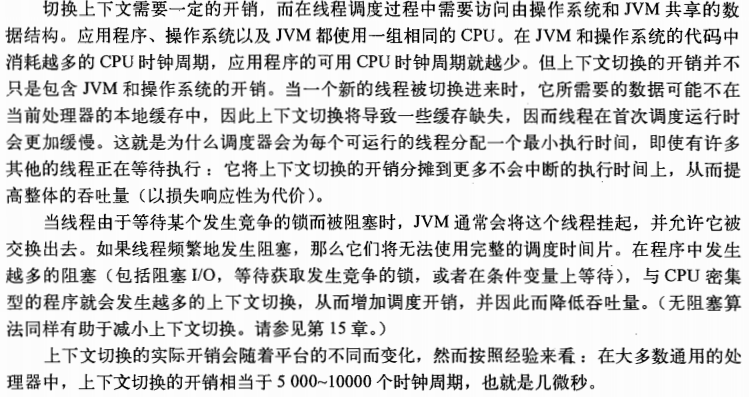 切换上下文需要一定的开销，而在线程调度过程中需要访问由操作系统和 JVM 共享的数
据结构。应用程序、操作系统以及 JVM 都使用一组相同的 CPU。在 JVM 和操作系统的代码中
消耗越多的 CPU 时钟周期，应用程序的可用 CPU 时钟周期就越少。但上下文切换的开销并不
只是包含 JVM 和操作系统的开销。当一个新的线程被切换进来时，它所需要的数据可能不在
当前处理器的本地缓存中，因此上下文切换将导致一些缓存缺失，因而线程在首次调度运行时
会更加缓慢。这就是为什么调度器会为每个可运行的线程分配一个最小执行时间，即使有许多
其他的线程正在等待执行：它将上下文切换的开销分摊到更多不会中断的执行时间上，从而提
高整体的吞吐量（以损失响应性为代价）。
当线程由于等待某个发生竞争的锁而被阻塞时，JVM 通常会将这个线程挂起，并允许它被
交换出去。如果线程频繁地发生阻塞，那么它们将无法使用完整的调度时间片。在程序中发生
越多的阻塞（包括阻塞 I/O，等待获取发生竞争的锁，或者在条件变量上等待），与 CPU 密集
型的程序就会发生越多的上下文切换，从而增加调度开销，并因此而降低吞吐量。（无阻塞算
法同样有助于减小上下文切换。请参见第 15 章。）
上下文切换的实际开销会随着平台的不同而变化，然而按照经验来看：在大多数通用的处
理器中，上下文切换的开销相当于 5 000~10000 个时钟周期，也就是几微秒。